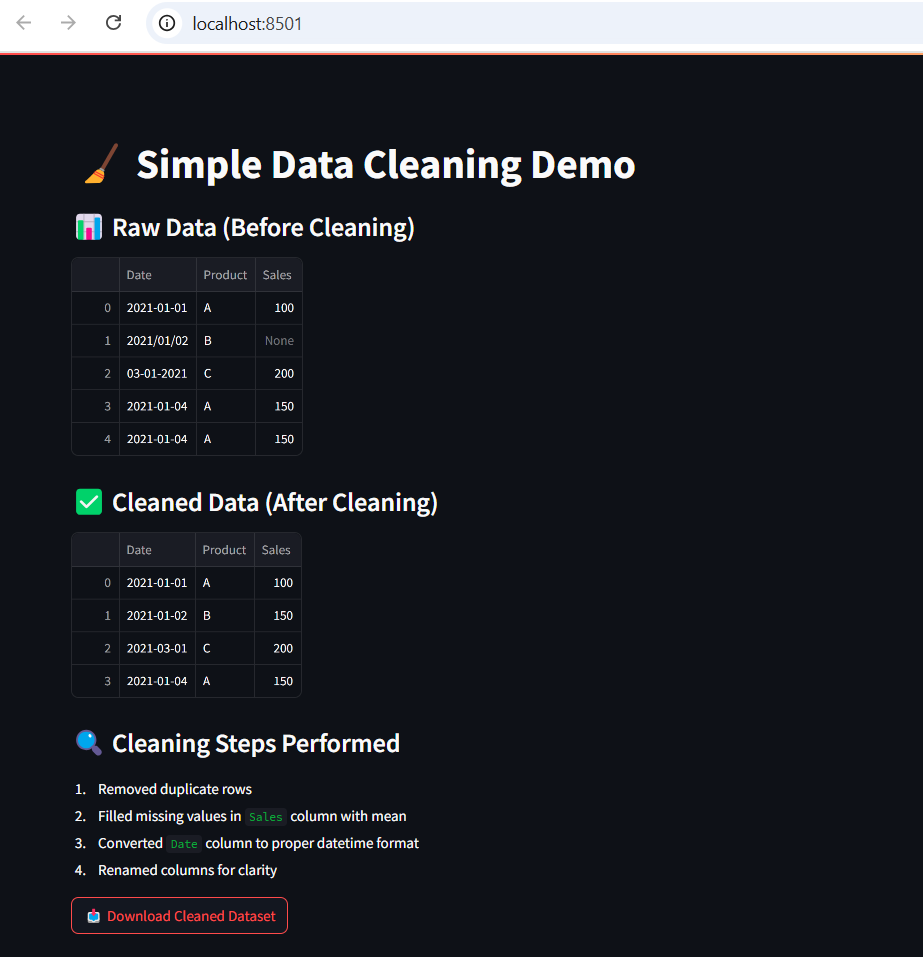 localhost:8501
🧹 Simple Data Cleaning Demo
📊 Raw Data (Before Cleaning)
Date Product Sales
0 2021-01-01 A 100
1 2021/01/02 B None
2 03-01-2021 C 200
3 2021-01-04 A 150
4 2021-01-04 A 150
✅ Cleaned Data (After Cleaning)
Date Product Sales
0 2021-01-01 A 100
1 2021-01-02 B 150
2 2021-03-01 C 200
3 2021-01-04 A 150
🔍 Cleaning Steps Performed
1. Removed duplicate rows
2. Filled missing values in Sales column with mean
3. Converted Date column to proper datetime format
4. Renamed columns for clarity
📥 Download Cleaned Dataset